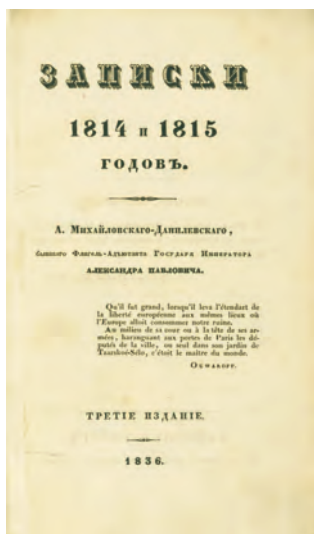 ЗАПИСКИ
1814 и 1815
ГОДОВЪ.
А. Михайловскаго-Данилевскаго,
бывшаго Флигель-Адъютанта Государя Императора
АЛЕКСАНДРА ПАВЛОВИЧА.
Qu'il fut grand, lorsqu'il leva l'étendart de
la liberté européenne aux mêmes lieux où
l'Europe alloit consommer notre ruine.
Au milieu de sa cour ou à la tête de ses ar-
mées, haranguant aux portes de Paris les dé-
putés de la ville, ou seul dans son jardin de
Tzarskoé-Sélo, c'étoit le maître du monde.
Ouwaroff.
ТРЕТІЕ ИЗДАНІЕ.
1836.